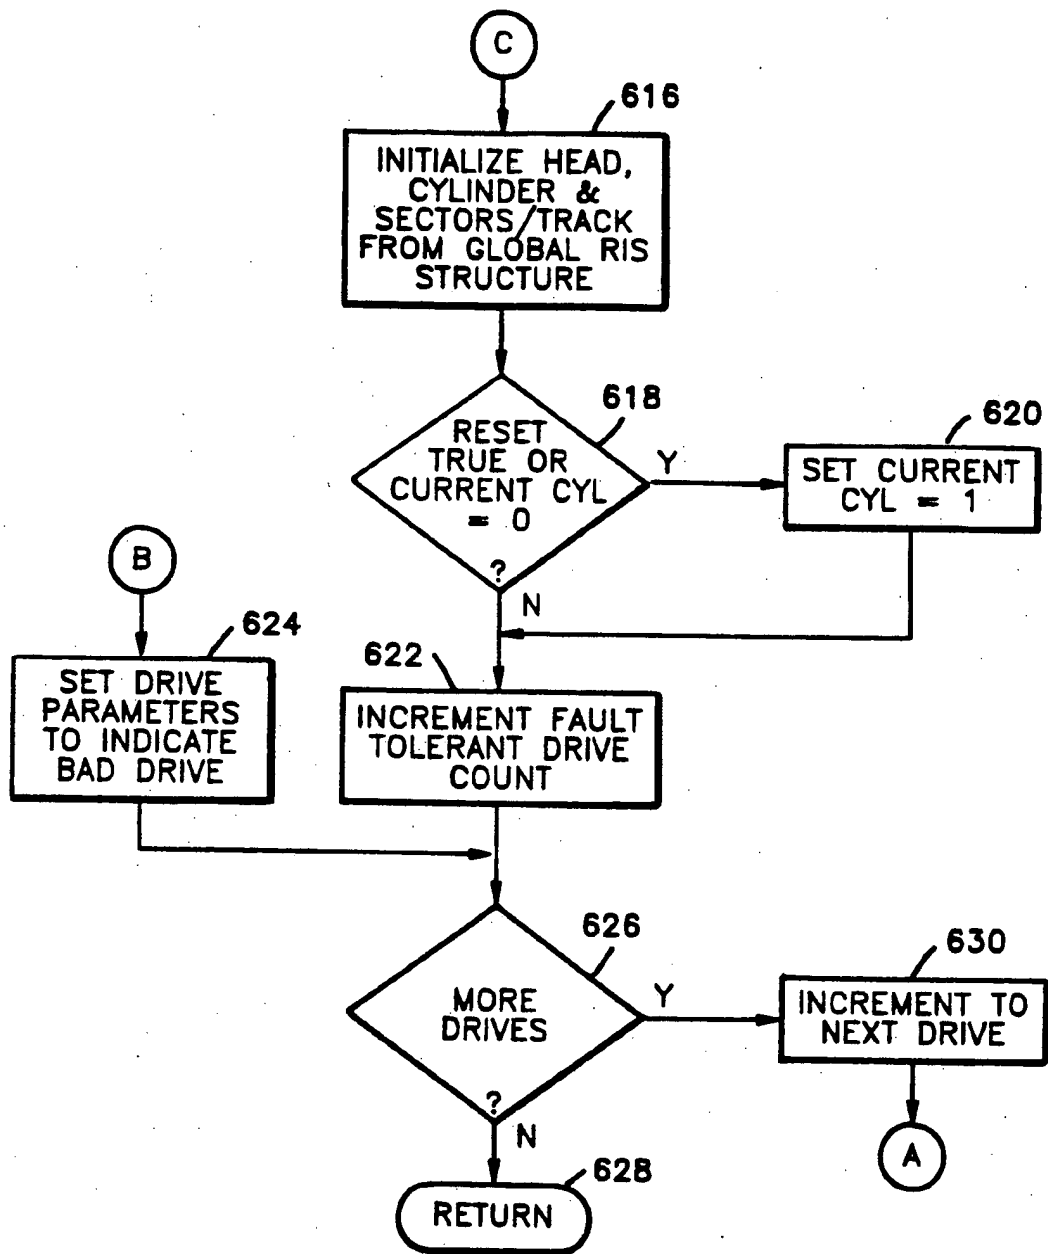 C
616
INITIALIZE HEAD,
CYLINDER &
SECTORS/TRACK
FROM GLOBAL RIS
STRUCTURE
618
RESET
TRUE OR
CURRENT CYL
= 0
?
Y
N
620
SET CURRENT
CYL = 1
B
624
SET DRIVE
PARAMETERS
TO INDICATE
BAD DRIVE
622
INCREMENT FAULT
TOLERANT DRIVE
COUNT
626
MORE
DRIVES
?
Y
N
630
INCREMENT TO
NEXT DRIVE
A
628
RETURN